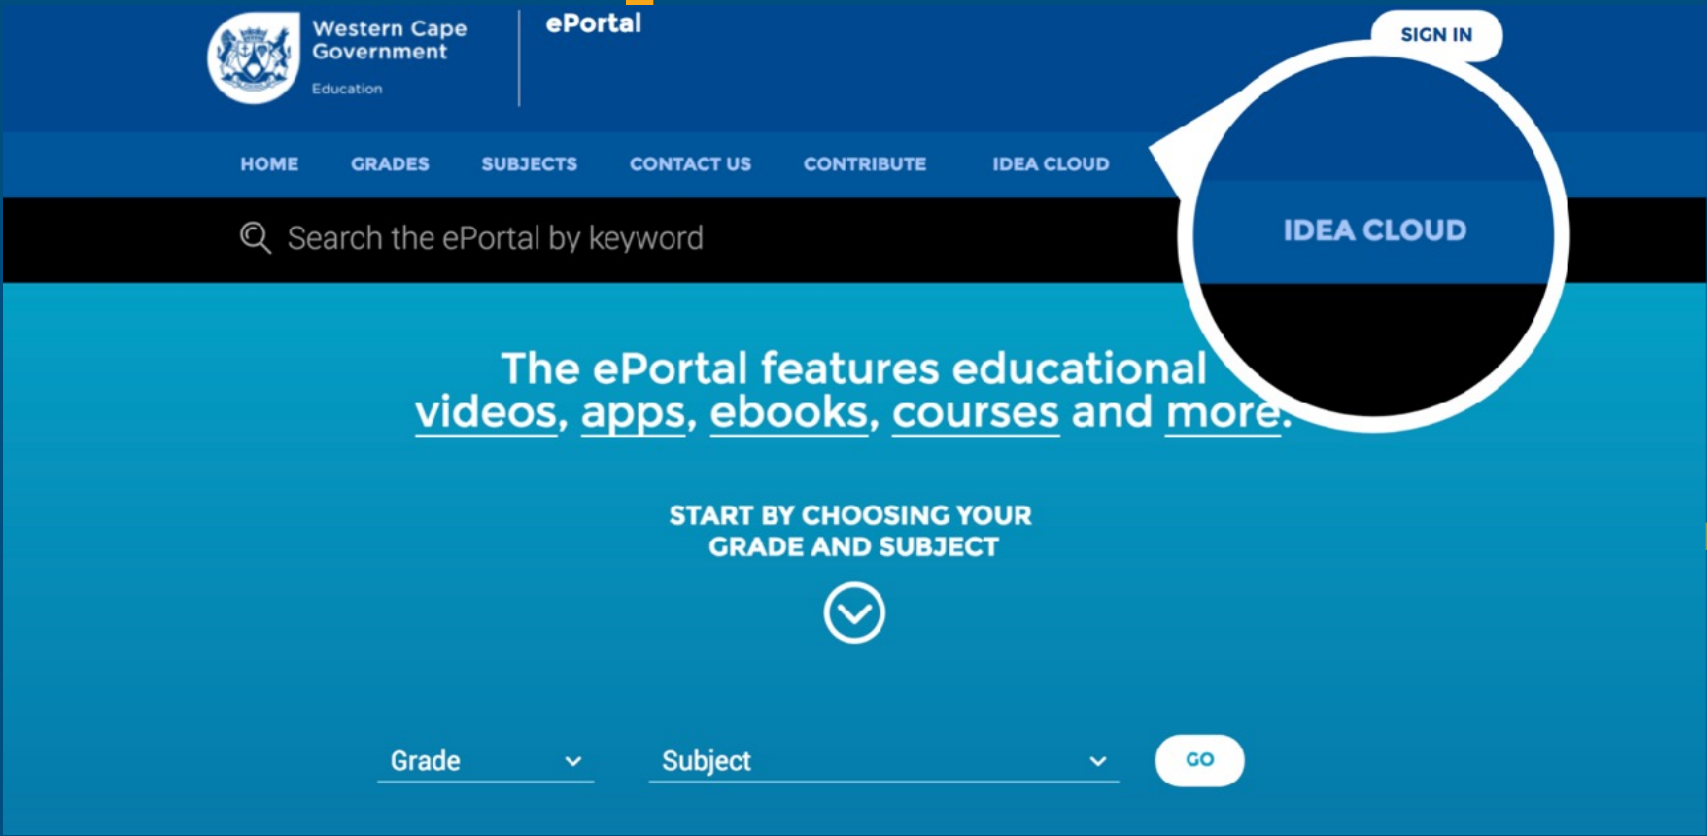 Western Cape
Government
Education
ePortal
SIGN IN
HOME GRADES SUBJECTS CONTACT US CONTRIBUTE IDEA CLOUD
IDEA CLOUD
Search the ePortal by keyword
The ePortal features educational
videos, apps, ebooks, courses and more.
START BY CHOOSING YOUR
GRADE AND SUBJECT
Grade Subject GO